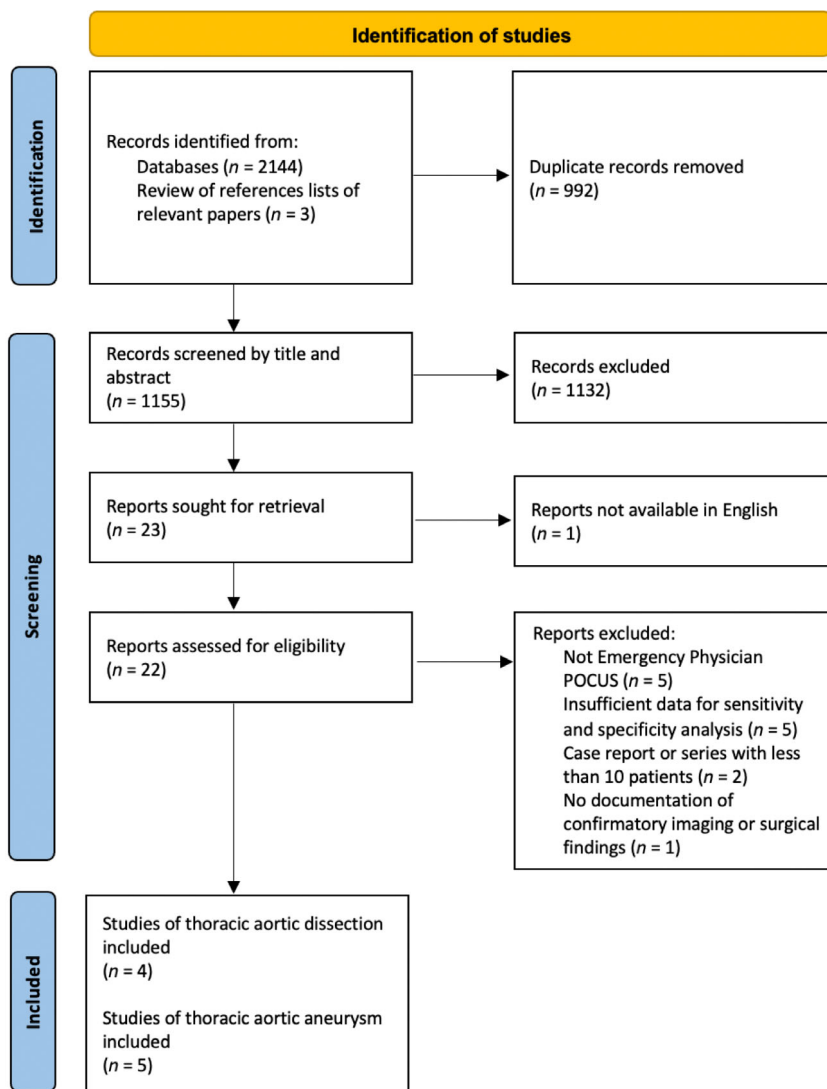 Identification of studies
Identification
Records identified from:
Databases (n = 2144)
Review of references lists of
relevant papers (n = 3)
Duplicate records removed
(n = 992)
Screening
Records screened by title and
abstract
(n = 1155)
Records excluded
(n = 1132)
Reports sought for retrieval
(n = 23)
Reports not available in English
(n = 1)
Reports assessed for eligibility
(n = 22)
Reports excluded:
Not Emergency Physician
POCUS (n = 5)
Insufficient data for sensitivity
and specificity analysis (n = 5)
Case report or series with less
than 10 patients (n = 2)
No documentation of
confirmatory imaging or surgical
findings (n = 1)
Included
Studies of thoracic aortic dissection
included
(n = 4)
Studies of thoracic aortic aneurysm
included
(n = 5)